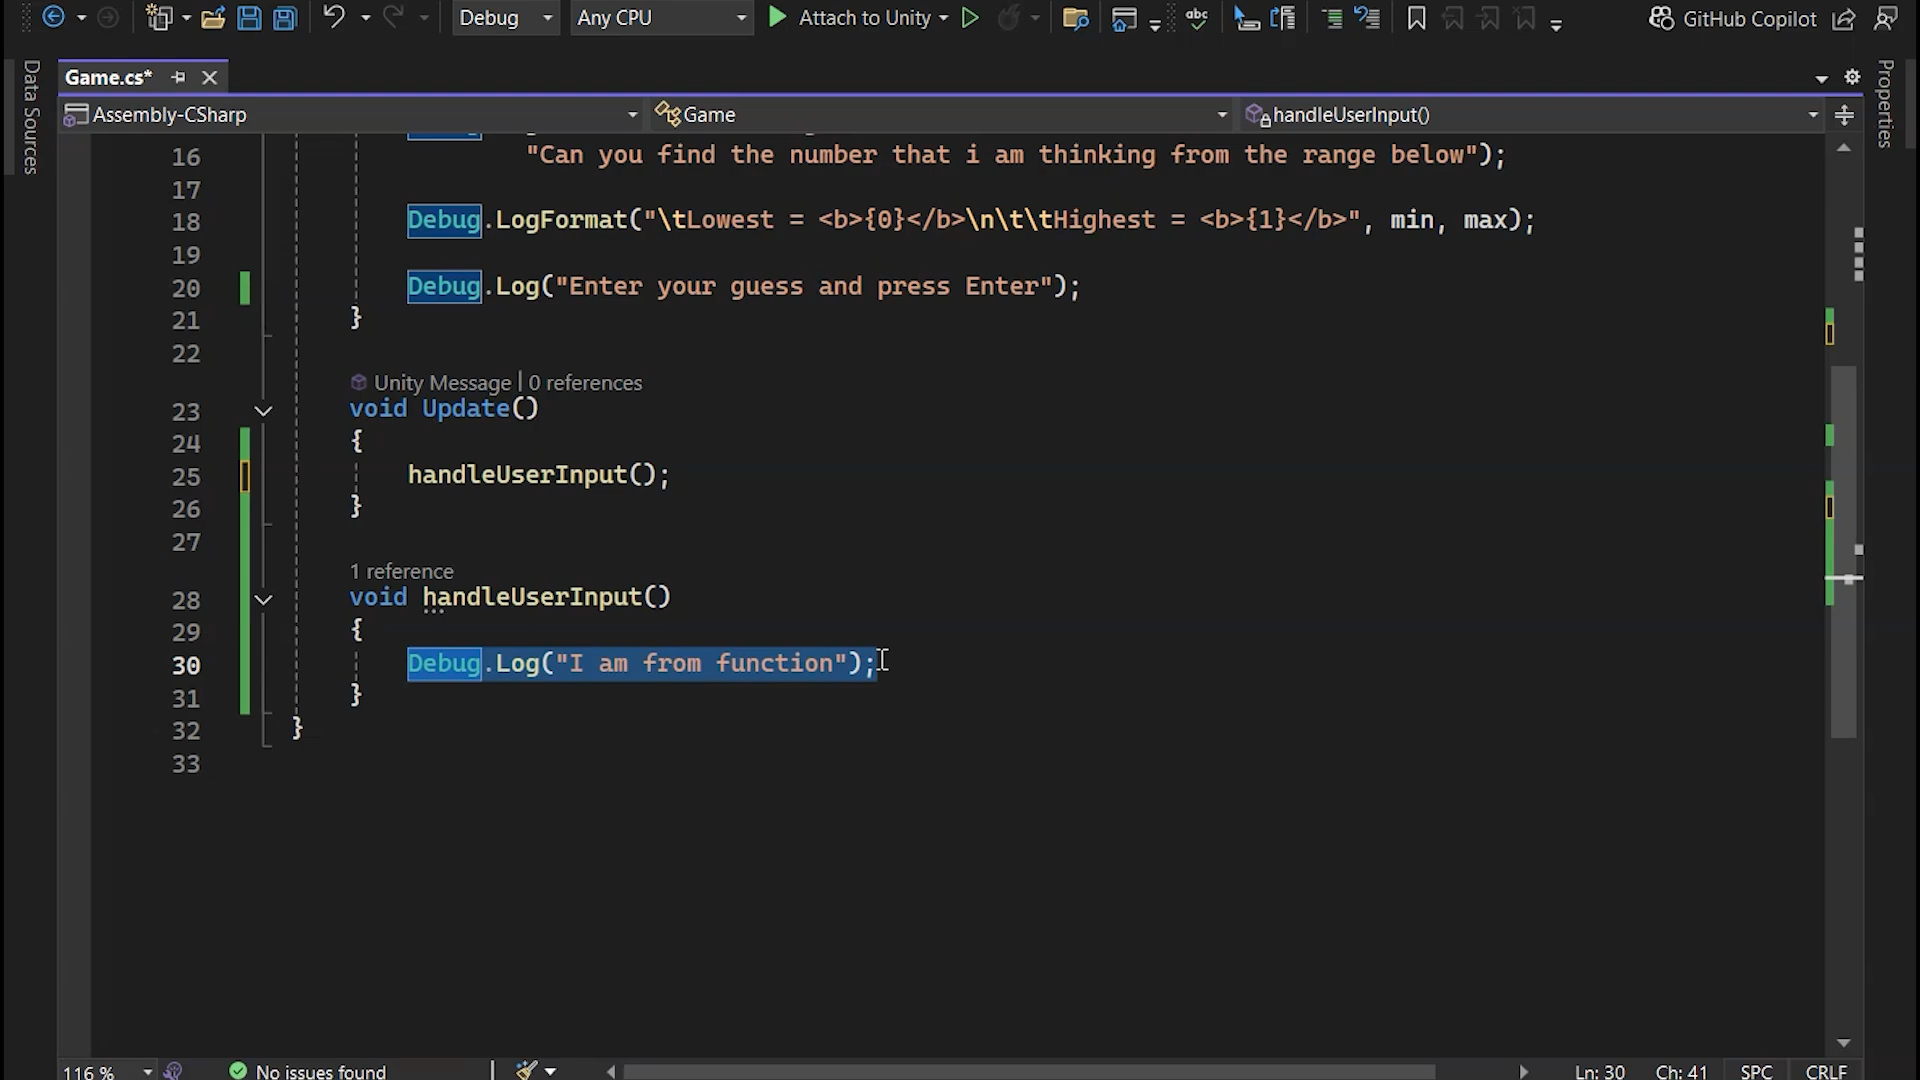 Debug Any CPU Attach to Unity abc GitHub Copilot
Data Sources
Game.cs*
Properties
Assembly-CSharp Game handleUserInput()
16 "Can you find the number that i am thinking from the range below");
17
18 Debug.LogFormat("\tLowest = <b>{0}</b>\n\t\tHighest = <b>{1}</b>", min, max);
19
20 Debug.Log("Enter your guess and press Enter");
21 }
22
Unity Message | 0 references
23 void Update()
24 {
25 handleUserInput();
26 }
27
1 reference
28 void handleUserInput()
29 {
30 Debug.Log("I am from function");
31 }
32 }
33
116 % No issues found Ln: 30 Ch: 41 SPC CRLF